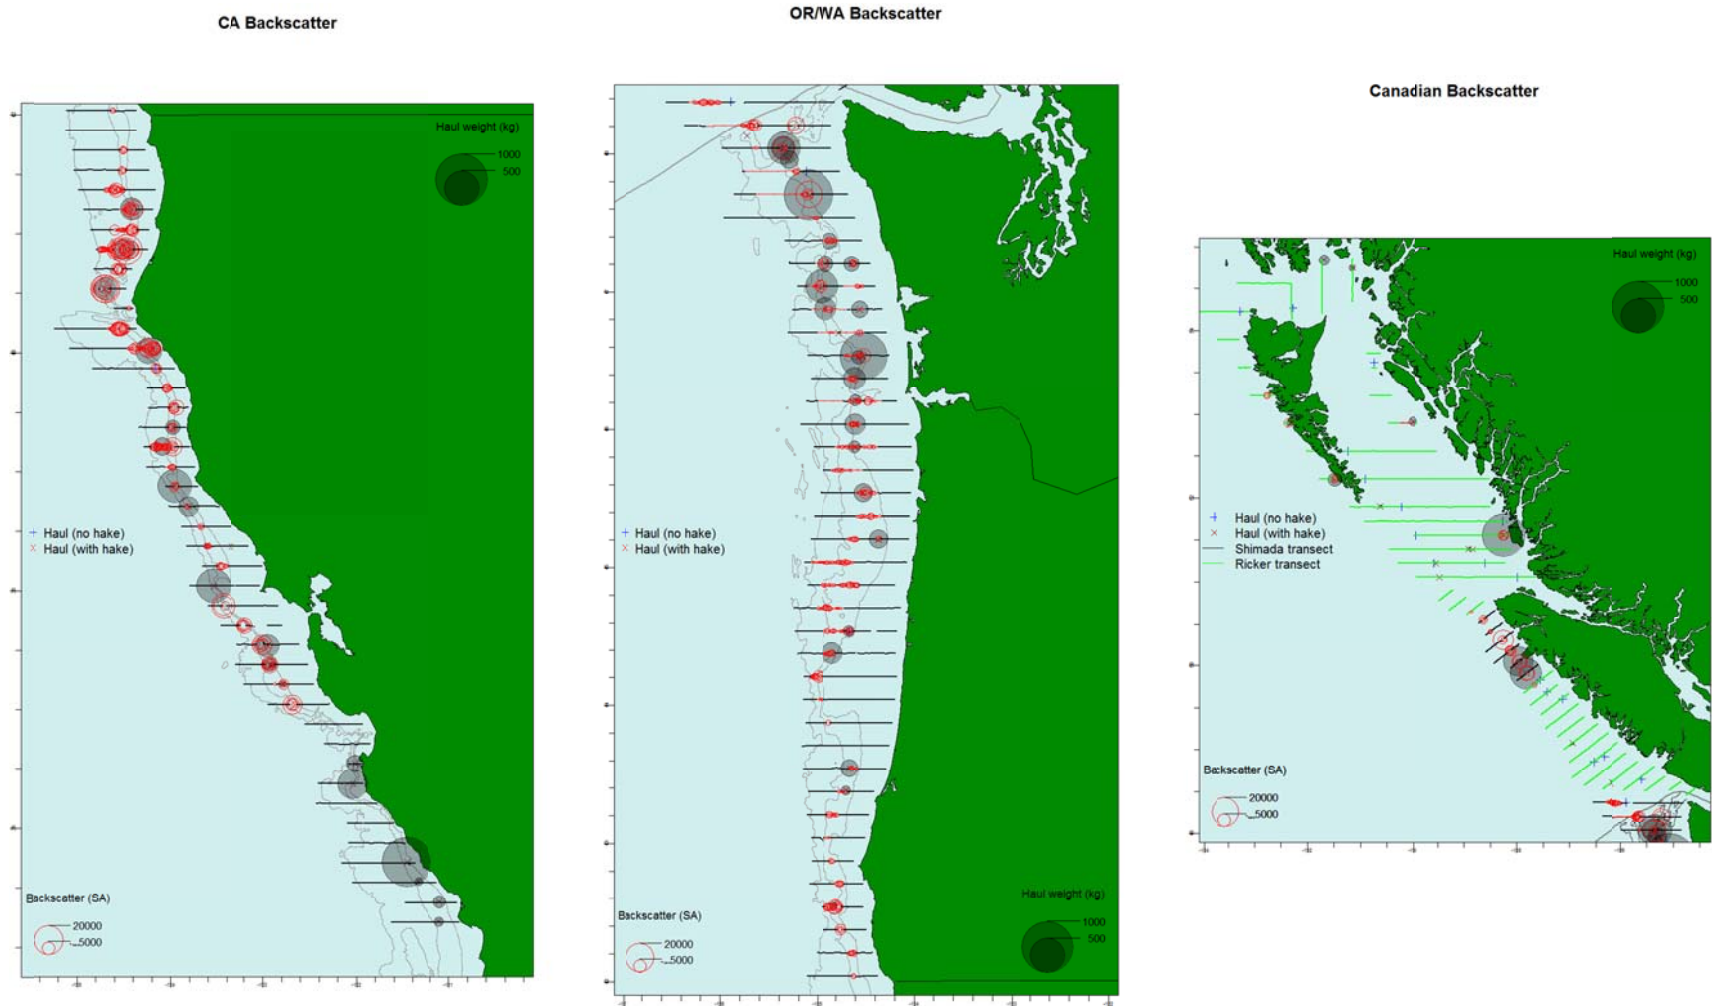 CA Backscatter
Haul weight (kg)
1000
500
Haul (no hake)
Haul (with hake)
Backscatter (SA)
20000
5000
OR/WA Backscatter
Haul (no hake)
Haul (with hake)
Backscatter (SA)
20000
5000
Haul weight (kg)
1000
500
Canadian Backscatter
Haul weight (kg)
1000
500
Haul (no hake)
Haul (with hake)
Shimada transect
Ricker transect
Backscatter (SA)
20000
5000